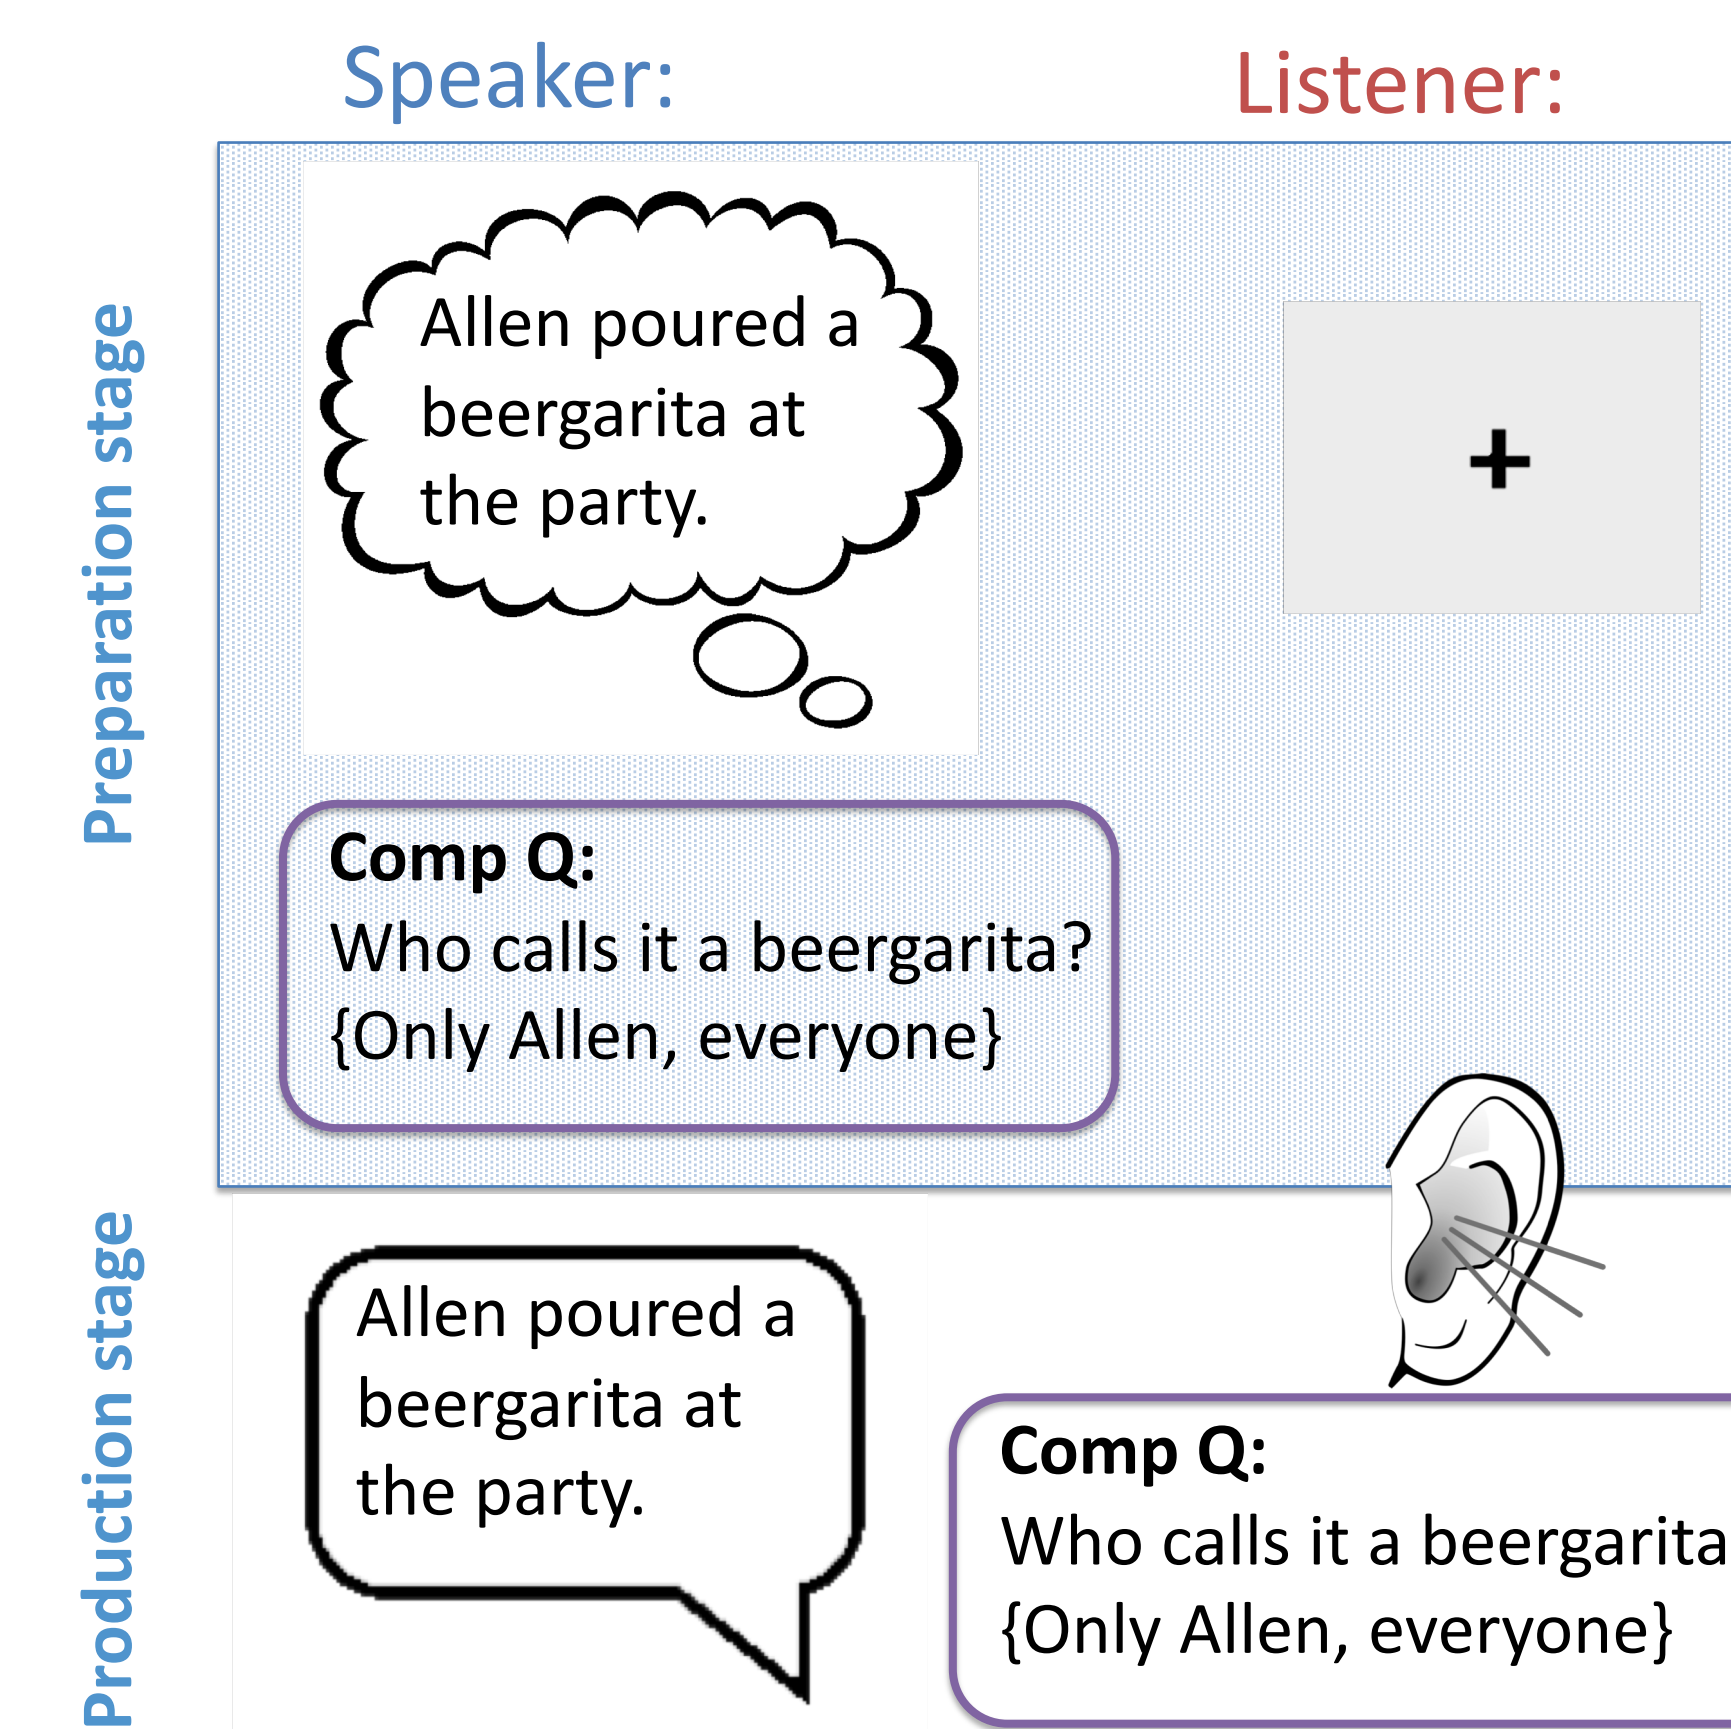 Speaker:
Listener:
Preparation stage
Allen poured a
beergarita at
the party.
+
Comp Q:
Who calls it a beergarita?
{Only Allen, everyone}
Production stage
Allen poured a
beergarita at
the party.
Comp Q:
Who calls it a beergarita
{Only Allen, everyone}